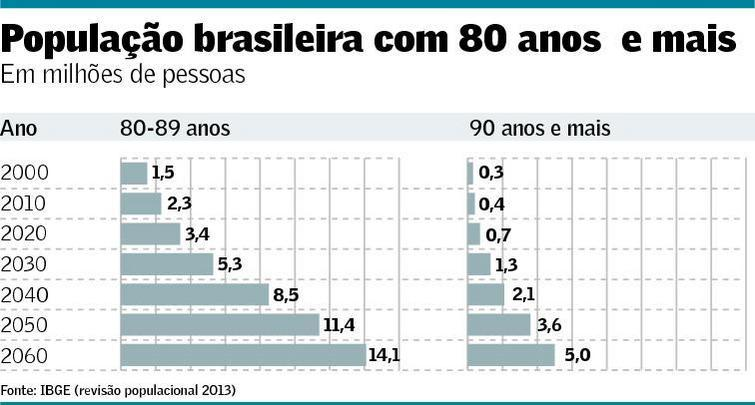 População brasileira com 80 anos e mais
Em milhões de pessoas
Ano 80-89 anos 90 anos e mais
2000 1,5 0,3
2010 2,3 0,4
2020 3,4 0,7
2030 5,3 1,3
2040 8,5 2,1
2050 11,4 3,6
2060 14,1 5,0
Fonte: IBGE (revisão populacional 2013)